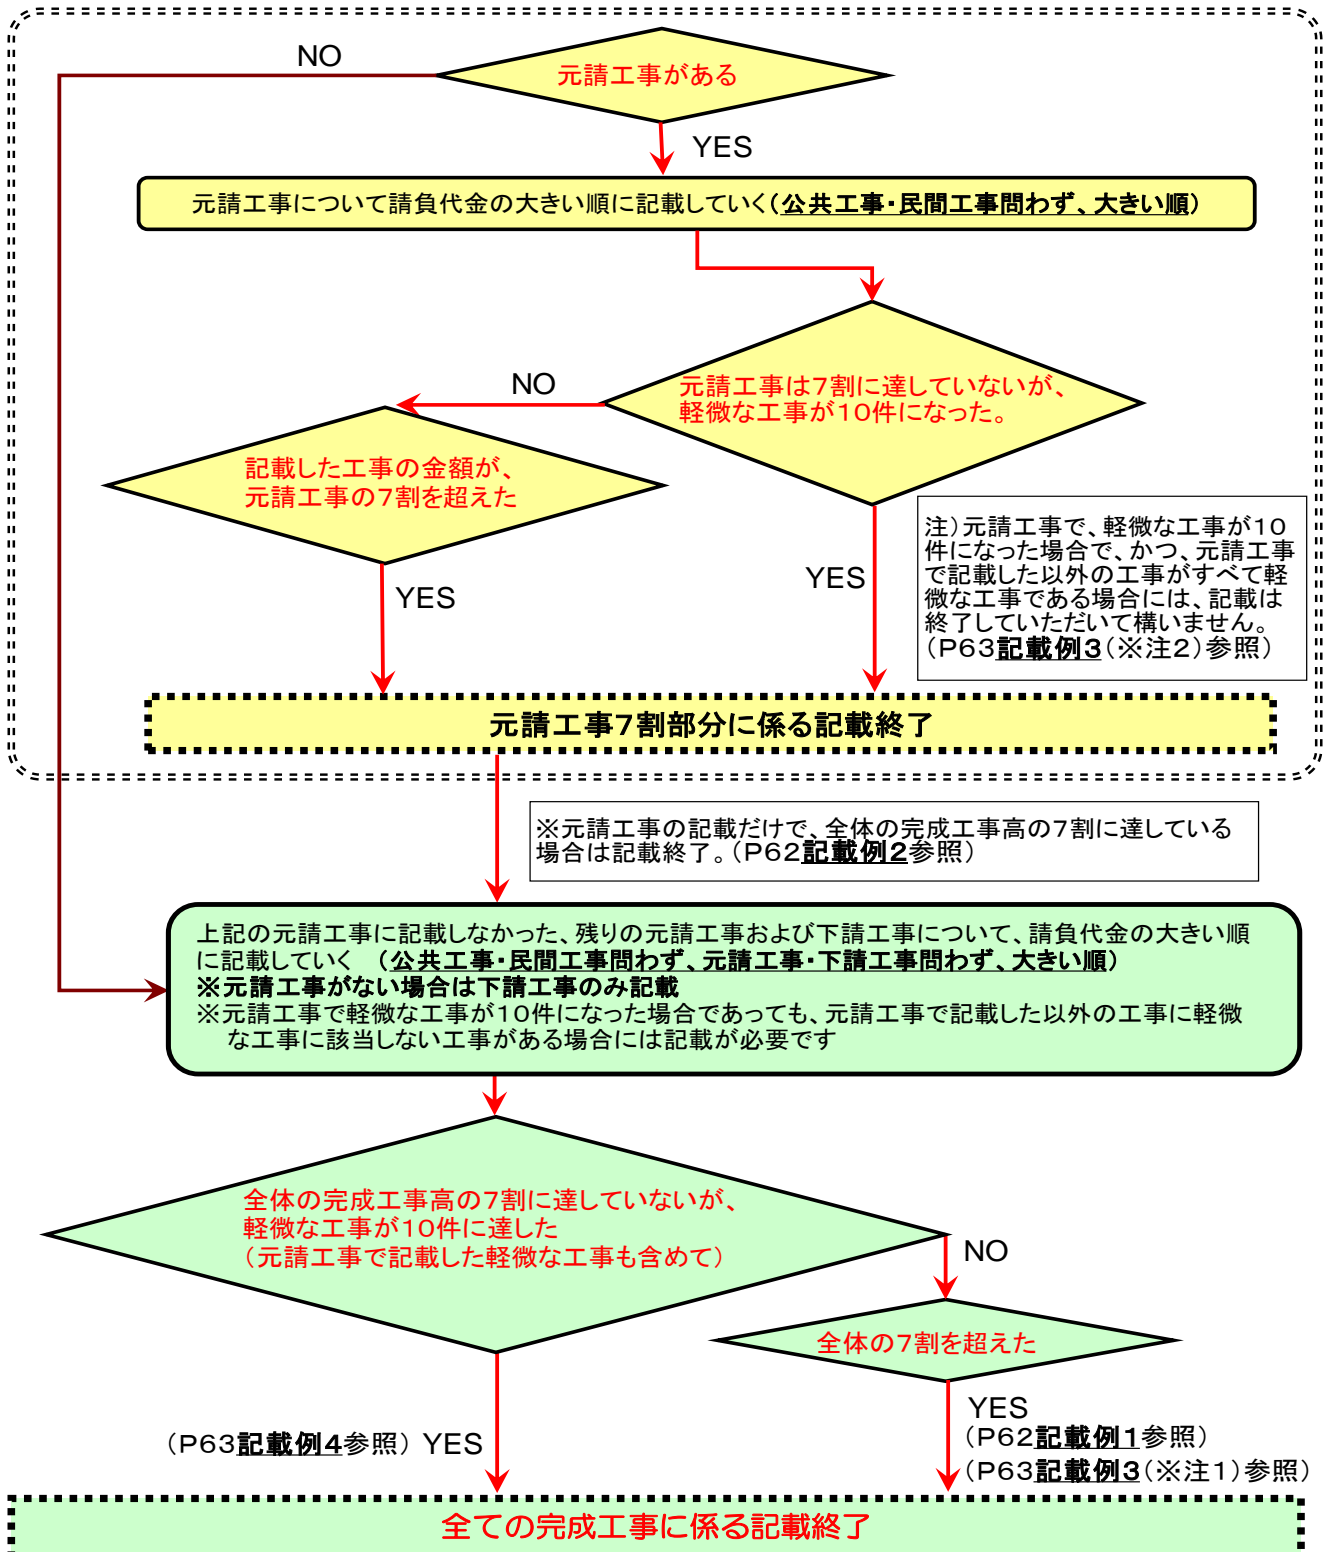 NO
元請工事がある
YES
元請工事について請負代金の大きい順に記載していく(公共工事・民間工事問わず、大きい順)
NO
元請工事は7割に達していないが、
軽微な工事が10件になった。
記載した工事の金額が、
元請工事の7割を超えた
注)元請工事で、軽微な工事が10
件になった場合で、かつ、元請工事
で記載した以外の工事がすべて軽
微な工事である場合には、記載は
終了していただいて構いません。
(P63記載例3(※注2)参照)
YES
YES
元請工事7割部分に係る記載終了
※元請工事の記載だけで、全体の完成工事高の7割に達している
場合は記載終了。(P62記載例2参照)
上記の元請工事に記載しなかった、残りの元請工事および下請工事について、請負代金の大きい順
に記載していく (公共工事・民間工事問わず、元請工事・下請工事問わず、大きい順)
※元請工事がない場合は下請工事のみ記載
※元請工事で軽微な工事が10件になった場合であっても、元請工事で記載した以外の工事に軽微
な工事に該当しない工事がある場合には記載が必要です
全体の完成工事高の7割に達していないが、
軽微な工事が10件に達した
(元請工事で記載した軽微な工事も含めて)
NO
全体の7割を超えた
YES
(P62記載例1参照)
(P63記載例3(※注1)参照)
(P63記載例4参照) YES
全ての完成工事に係る記載終了